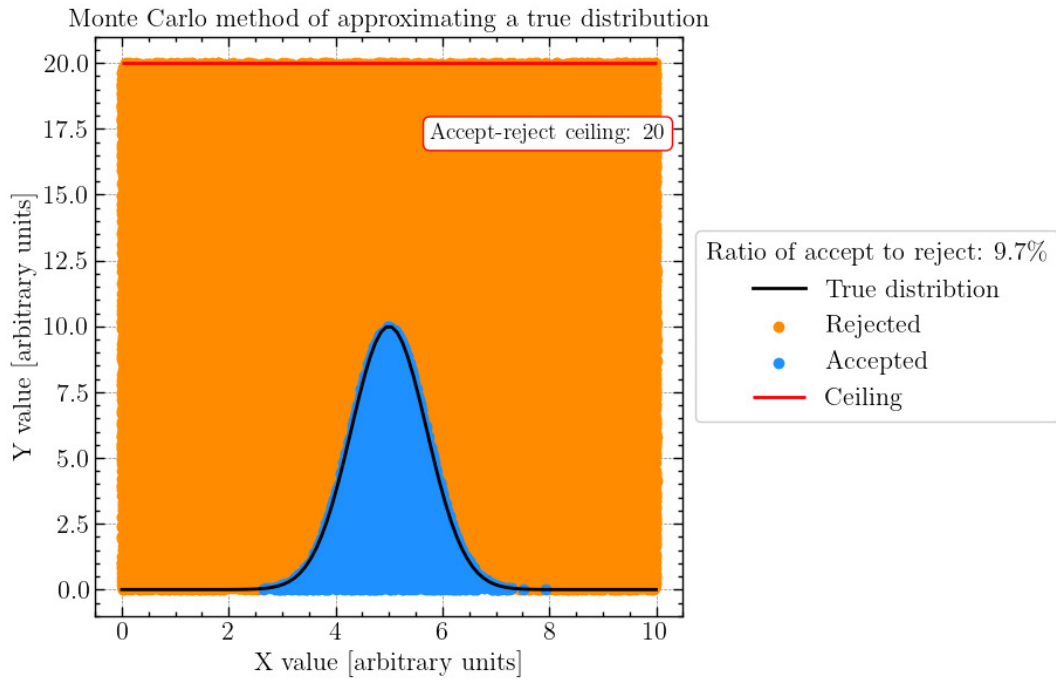 Monte Carlo method of approximating a true distribution
20.0
17.5
15.0
12.5
10.0
7.5
5.0
2.5
0.0
Y value [arbitrary units]
Accept-reject ceiling: 20
0 2 4 6 8 10
X value [arbitrary units]
Ratio of accept to reject: 9.7%
True distribtion
Rejected
Accepted
Ceiling